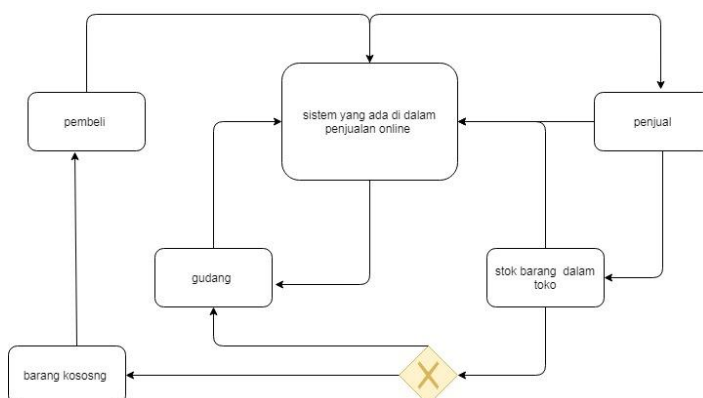 pembeli
sistem yang ada di dalam
penjualan online
penjual
gudang
stok barang dalam
toko
barang kososng